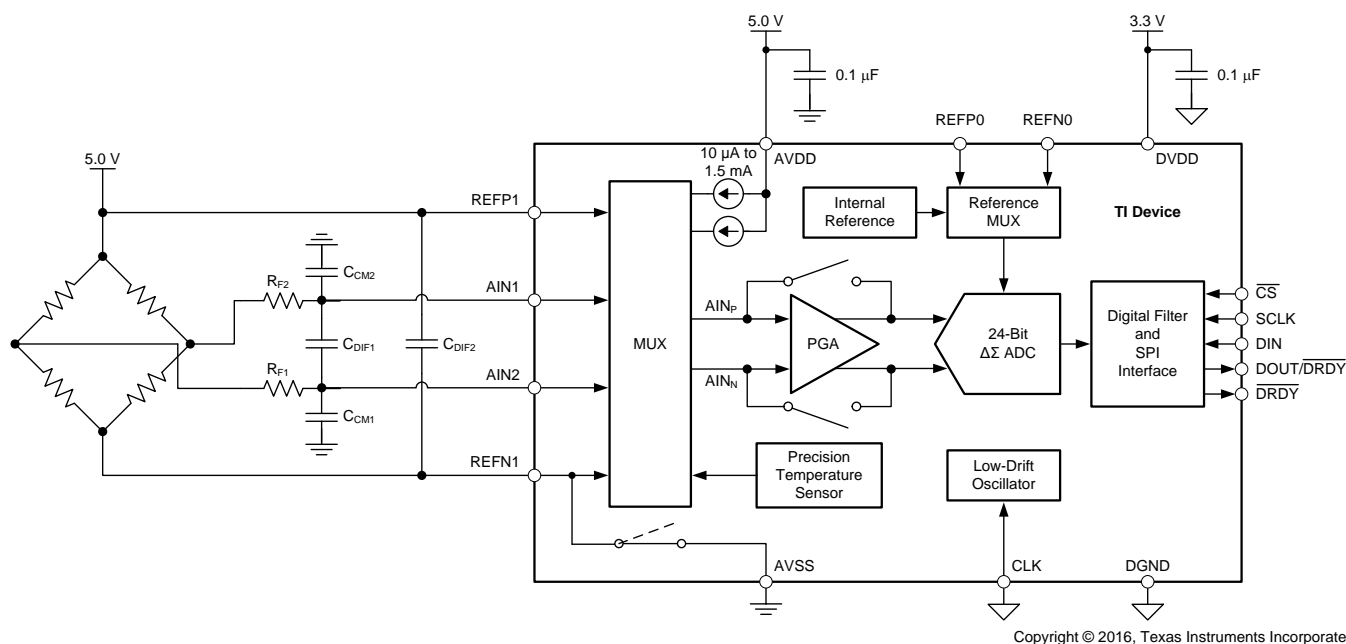 5.0 V
3.3 V
0.1 µF
0.1 µF
REFP0
REFN0
5.0 V
10 µA to
1.5 mA
AVDD
DVDD
REFP1
Internal
Reference
Reference
MUX
TI Device
CCM2
RF2
AIN1
AINP
CS
SCLK
DIN
DOUT/DRDY
DRDY
CDIF1
CDIF2
MUX
PGA
24-Bit
ΔΣ ADC
Digital Filter
and
SPI
Interface
RF1
AIN2
AINN
CCM1
REFN1
Precision
Temperature
Sensor
Low-Drift
Oscillator
AVSS
CLK
DGND
Copyright © 2016, Texas Instruments Incorporate